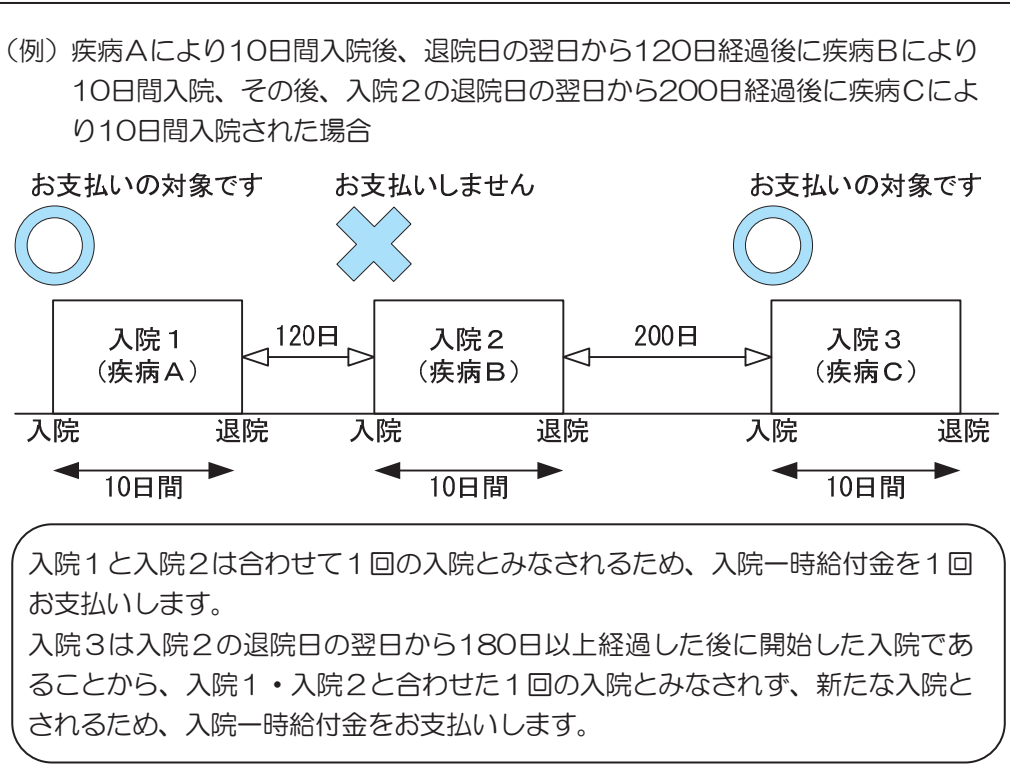 （例）疾病Ａにより10日間入院後、退院日の翌日から120日経過後に疾病Ｂにより
10日間入院、その後、入院２の退院日の翌日から200日経過後に疾病Ｃによ
り10日間入院された場合
お支払いの対象です　お支払いしません　お支払いの対象です
入院１　120日　入院２　200日　入院３
（疾病Ａ）　（疾病Ｂ）　（疾病Ｃ）
入院　退院　入院　退院　入院　退院
10日間　10日間　10日間
入院１と入院２は合わせて１回の入院とみなされるため、入院一時給付金を１回
お支払いします。
入院３は入院２の退院日の翌日から180日以上経過した後に開始した入院であ
ることから、入院１・入院２と合わせた１回の入院とみなされず、新たな入院と
されるため、入院一時給付金をお支払いします。